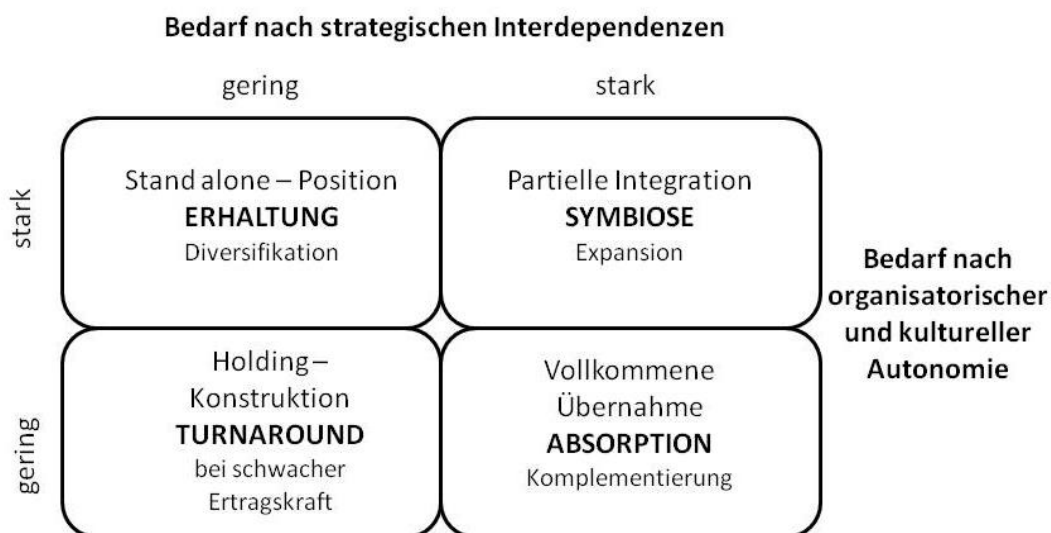 Bedarf nach strategischen Interdependenzen
gering
stark
stark
Stand alone – Position
ERHALTUNG
Diversifikation
Partielle Integration
SYMBIOSE
Expansion
Bedarf nach
organisatorischer
und kultureller
Autonomie
gering
Holding –
Konstruktion
TURNAROUND
bei schwacher
Ertragskraft
Vollkommene
Übernahme
ABSORPTION
Komplementierung